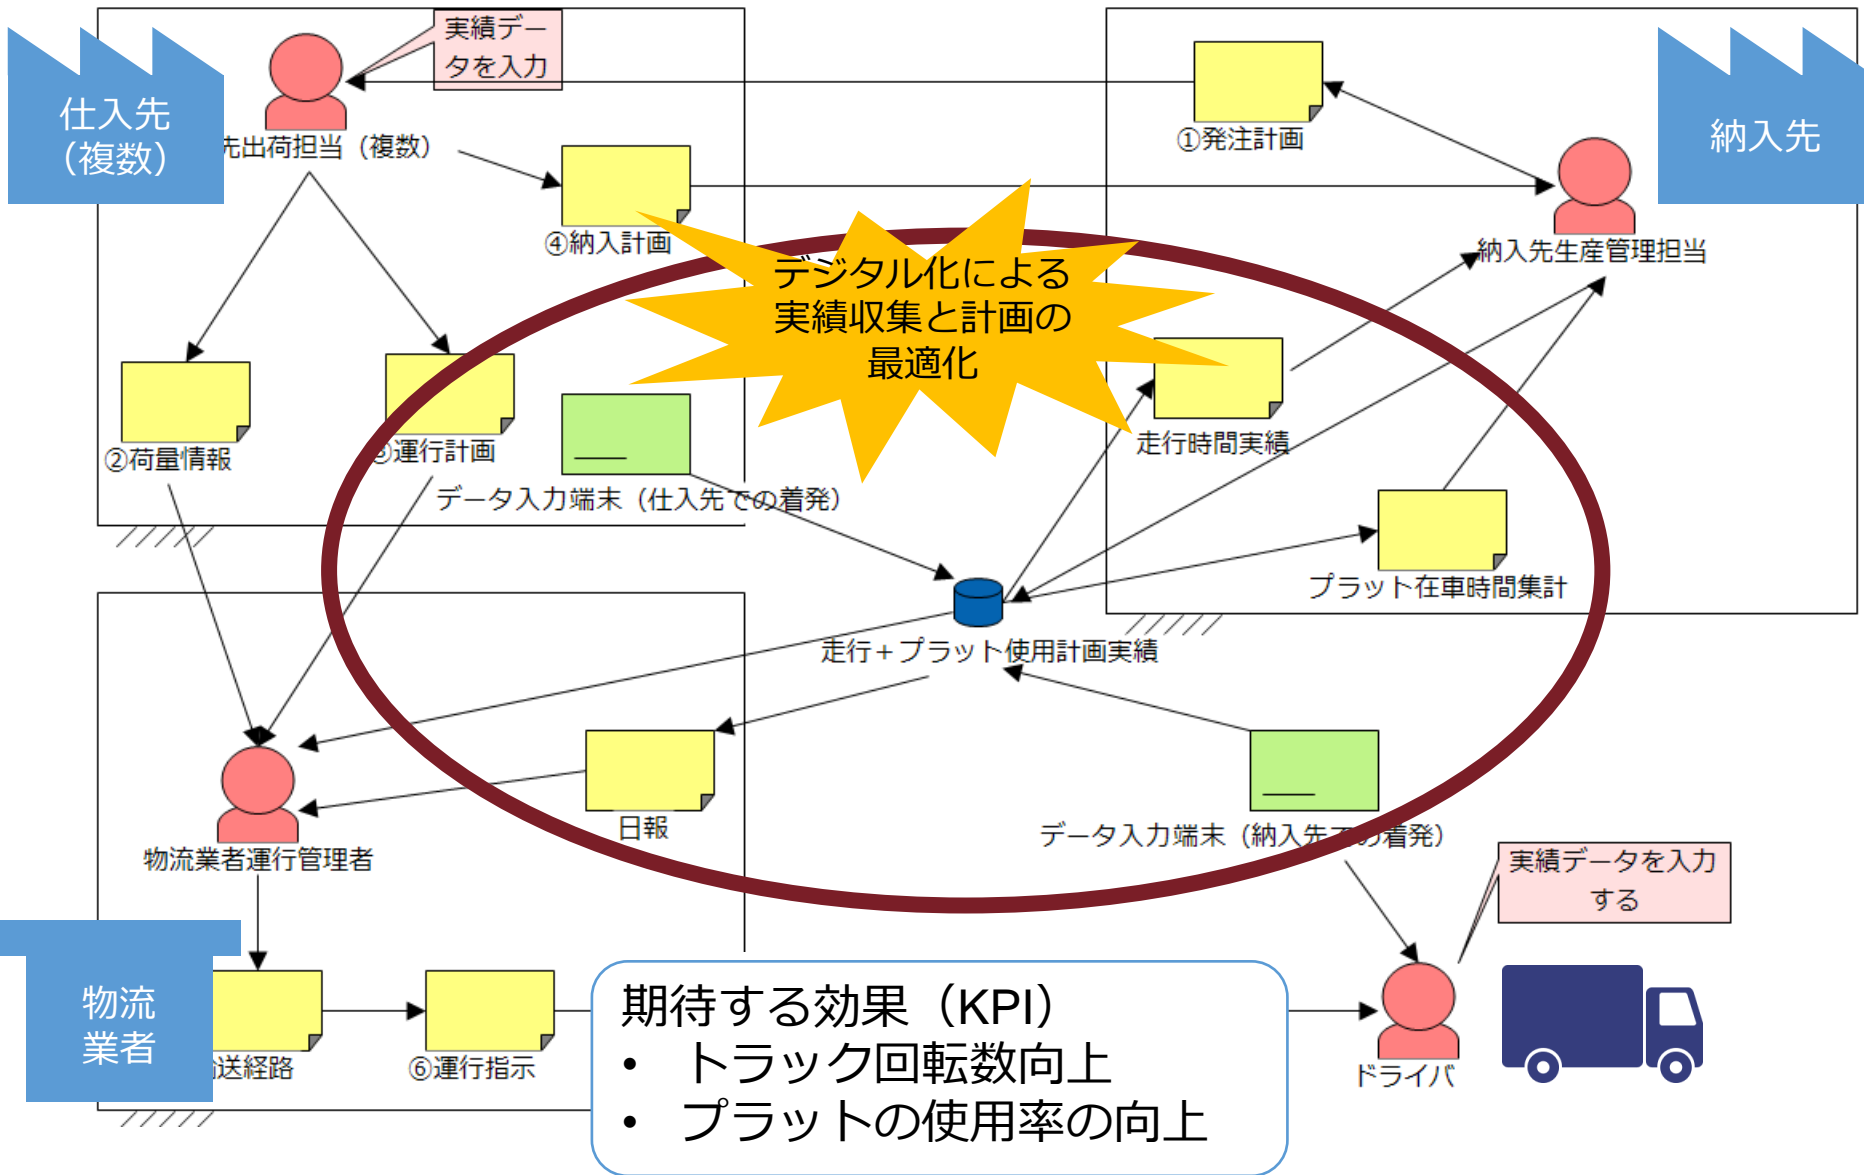 仕入先
（複数）
実績デー
タを入力
先出荷担当（複数）
①発注計画
納入先
④納入計画
納入先生産管理担当
デジタル化による
実績収集と計画の
最適化
②荷量情報
運行計画
データ入力端末（仕入先での着発）
走行時間実績
プラット在車時間集計
走行＋プラット使用計画実績
日報
データ入力端末（納入先での着発）
物流業者運行管理者
実績データを入力
する
物流
業者
送経路
⑥運行指示
期待する効果（KPI）
• トラック回転数向上
• プラットの使用率の向上
ドライバ